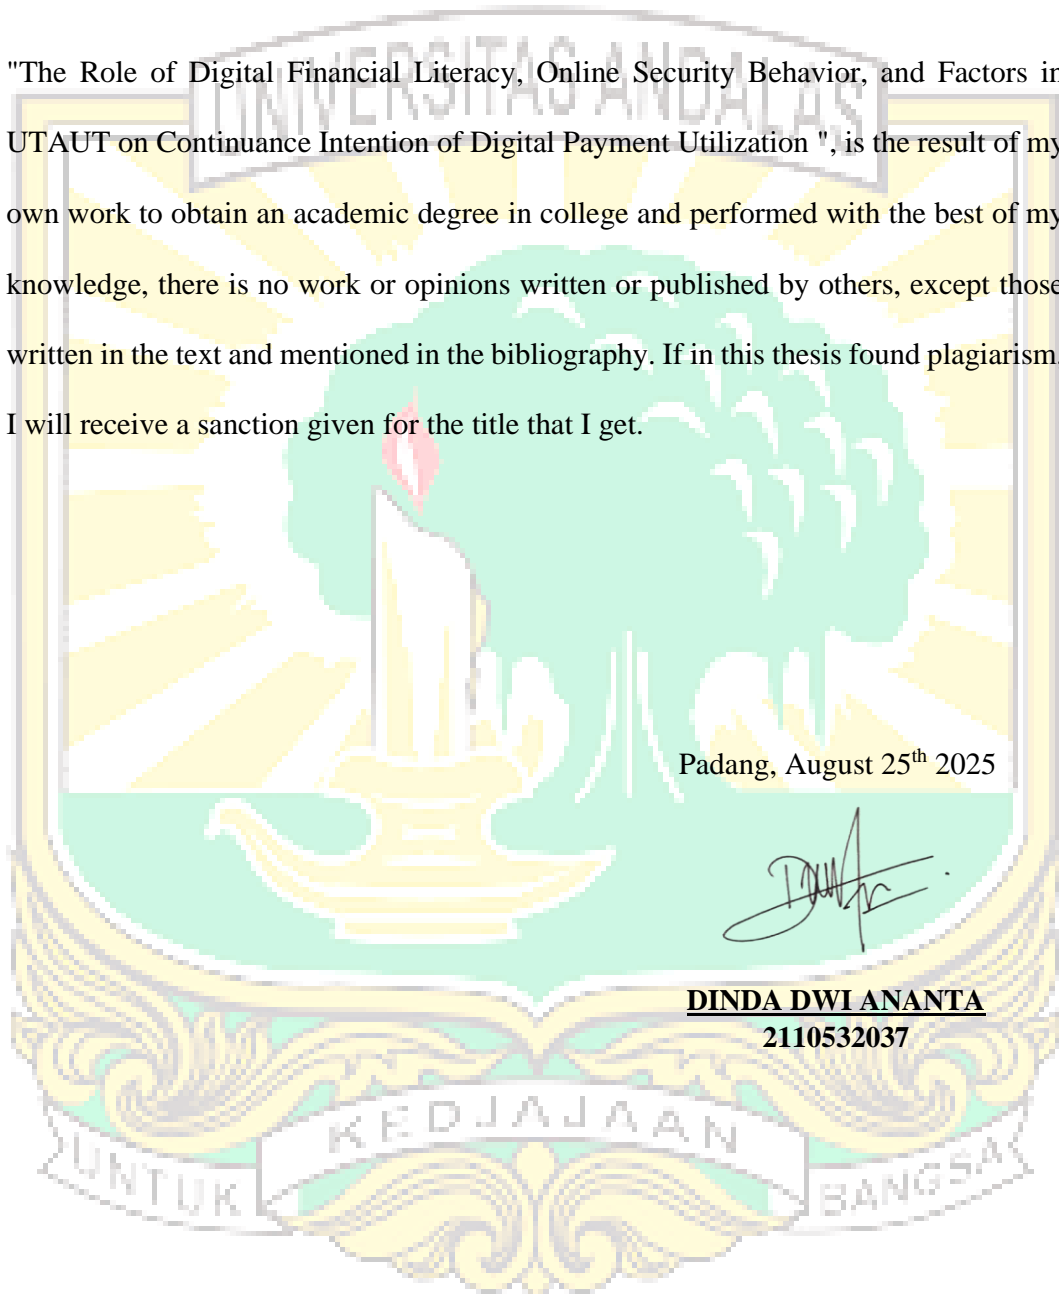 UNIVERSITAS ANDALAS
"The Role of Digital Financial Literacy, Online Security Behavior, and Factors in
UTAUT on Continuance Intention of Digital Payment Utilization ", is the result of my
own work to obtain an academic degree in college and performed with the best of my
knowledge, there is no work or opinions written or published by others, except those
written in the text and mentioned in the bibliography. If in this thesis found plagiarism,
I will receive a sanction given for the title that I get.
Padang, August 25th 2025
DINDA DWI ANANTA
2110532037
UNTUK KEDJAJAAN BANGSA